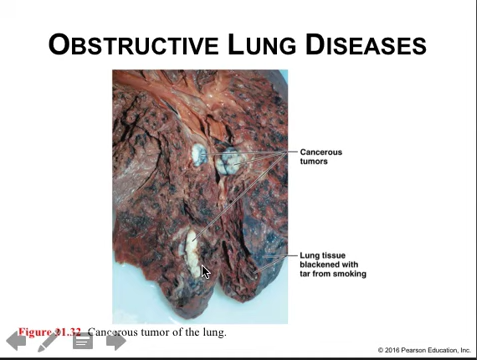 OBSTRUCTIVE LUNG DISEASES
Cancerous
tumors
Lung tissue
blackened with
tar from smoking
Figure 21.32 Cancerous tumor of the lung.
© 2016 Pearson Education, Inc.